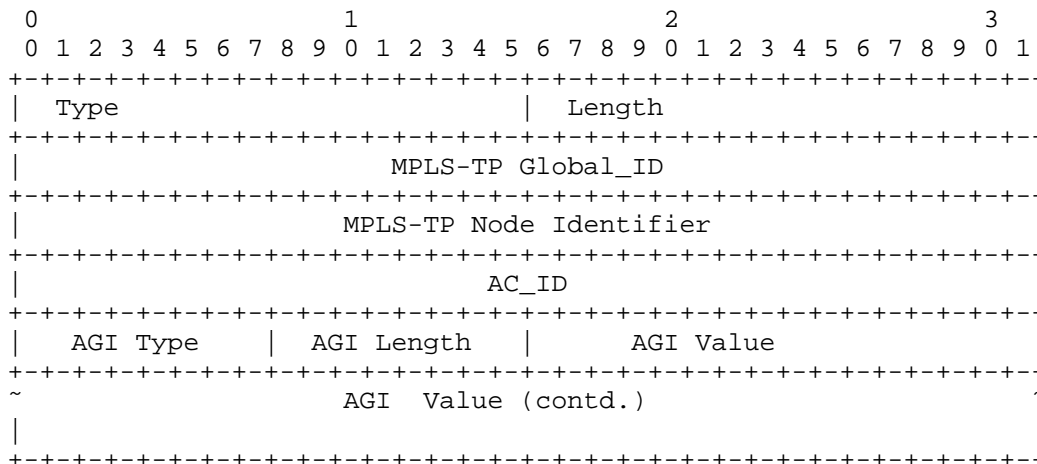 0                   1                   2                   3
 0 1 2 3 4 5 6 7 8 9 0 1 2 3 4 5 6 7 8 9 0 1 2 3 4 5 6 7 8 9 0 1
+-+-+-+-+-+-+-+-+-+-+-+-+-+-+-+-+-+-+-+-+-+-+-+-+-+-+-+-+-+-+-+-
|  Type                         |  Length
+-+-+-+-+-+-+-+-+-+-+-+-+-+-+-+-+-+-+-+-+-+-+-+-+-+-+-+-+-+-+-+-
|                       MPLS-TP Global_ID
+-+-+-+-+-+-+-+-+-+-+-+-+-+-+-+-+-+-+-+-+-+-+-+-+-+-+-+-+-+-+-+-
|                    MPLS-TP Node Identifier
+-+-+-+-+-+-+-+-+-+-+-+-+-+-+-+-+-+-+-+-+-+-+-+-+-+-+-+-+-+-+-+-
|                             AC_ID
+-+-+-+-+-+-+-+-+-+-+-+-+-+-+-+-+-+-+-+-+-+-+-+-+-+-+-+-+-+-+-+-
|   AGI Type    |  AGI Length   |      AGI Value
+-+-+-+-+-+-+-+-+-+-+-+-+-+-+-+-+-+-+-+-+-+-+-+-+-+-+-+-+-+-+-+-
~                    AGI  Value (contd.)                        ~
|
+-+-+-+-+-+-+-+-+-+-+-+-+-+-+-+-+-+-+-+-+-+-+-+-+-+-+-+-+-+-+-+-